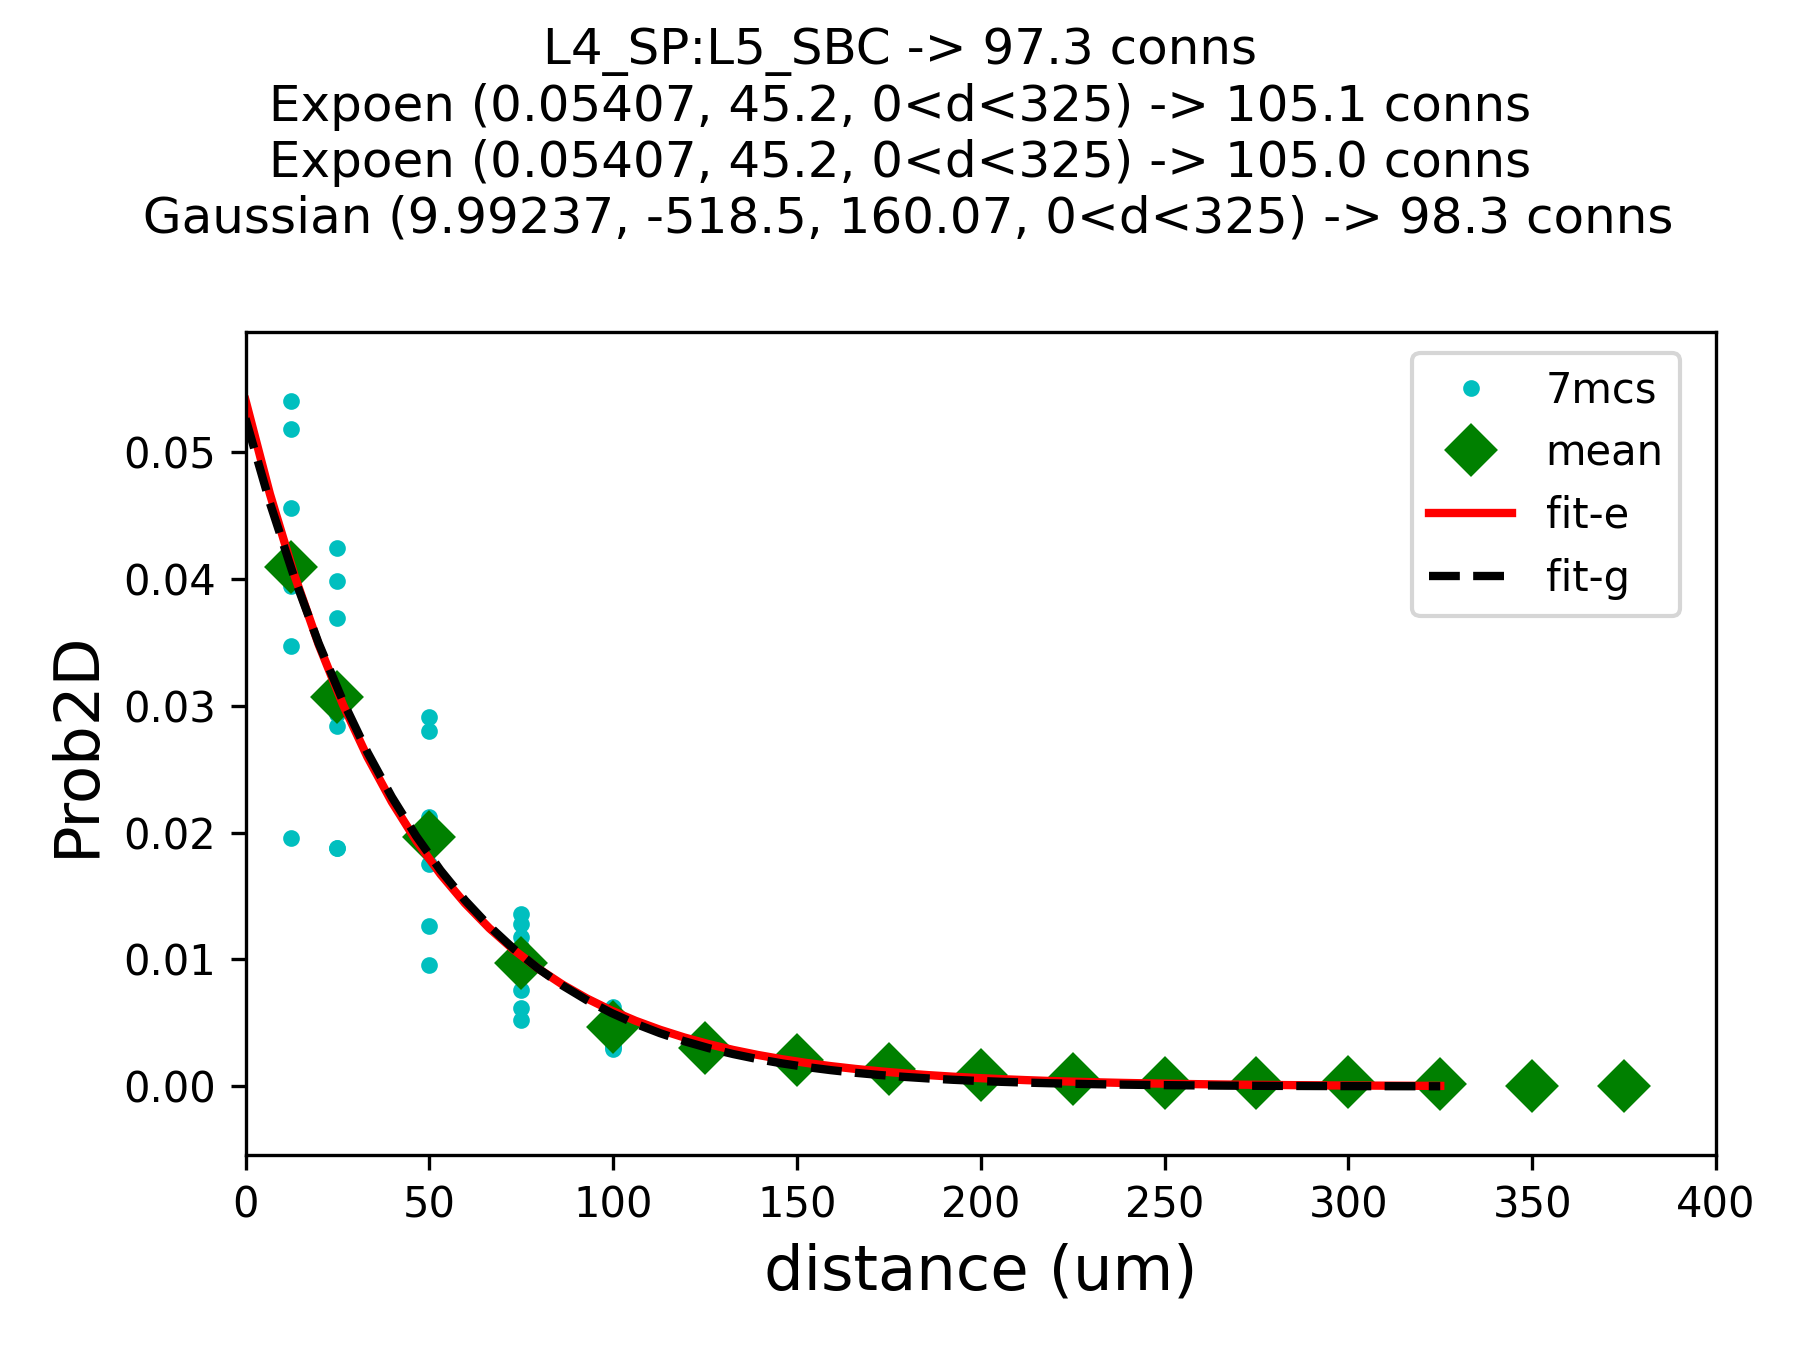 L4_SP:L5_SBC -> 97.3 conns
Expoen (0.05407, 45.2, 0<d<325) -> 105.1 conns
Expoen (0.05407, 45.2, 0<d<325) -> 105.0 conns
Gaussian (9.99237, -518.5, 160.07, 0<d<325) -> 98.3 conns
7mcs
mean
fit-e
fit-g
Prob2D
0.05
0.04
0.03
0.02
0.01
0.00
0 50 100 150 200 250 300 350 400
distance (um)